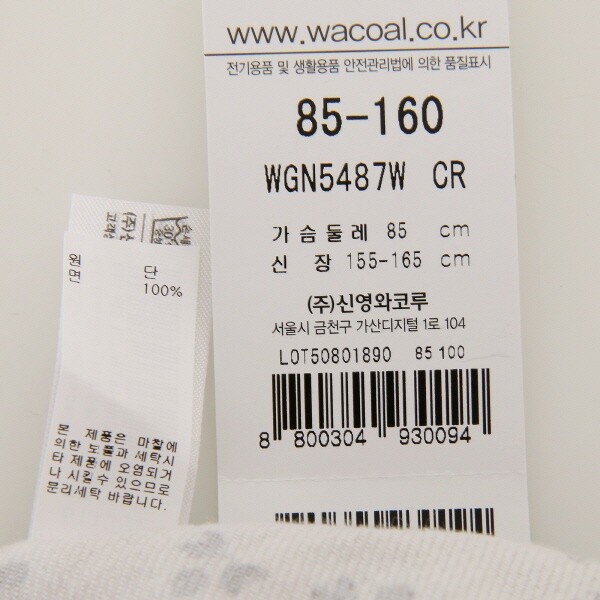 www.wacoal.co.kr
전기용품 및 생활용품 안전관리법에 의한 품질표시
85-160
WGN5487W CR
가슴둘레 85 cm
신 장 155-165 cm
(주)신영와코루
서울시 금천구 가산디지털 1로 104
LOT50801890 85 100
8 800304 930094
원 단
면 100%
본 제품은 마찰에
의한 도플과 세탁시
타 제품에 오염되거
나 시킬수 있으므로
분리세탁 바랍니다.